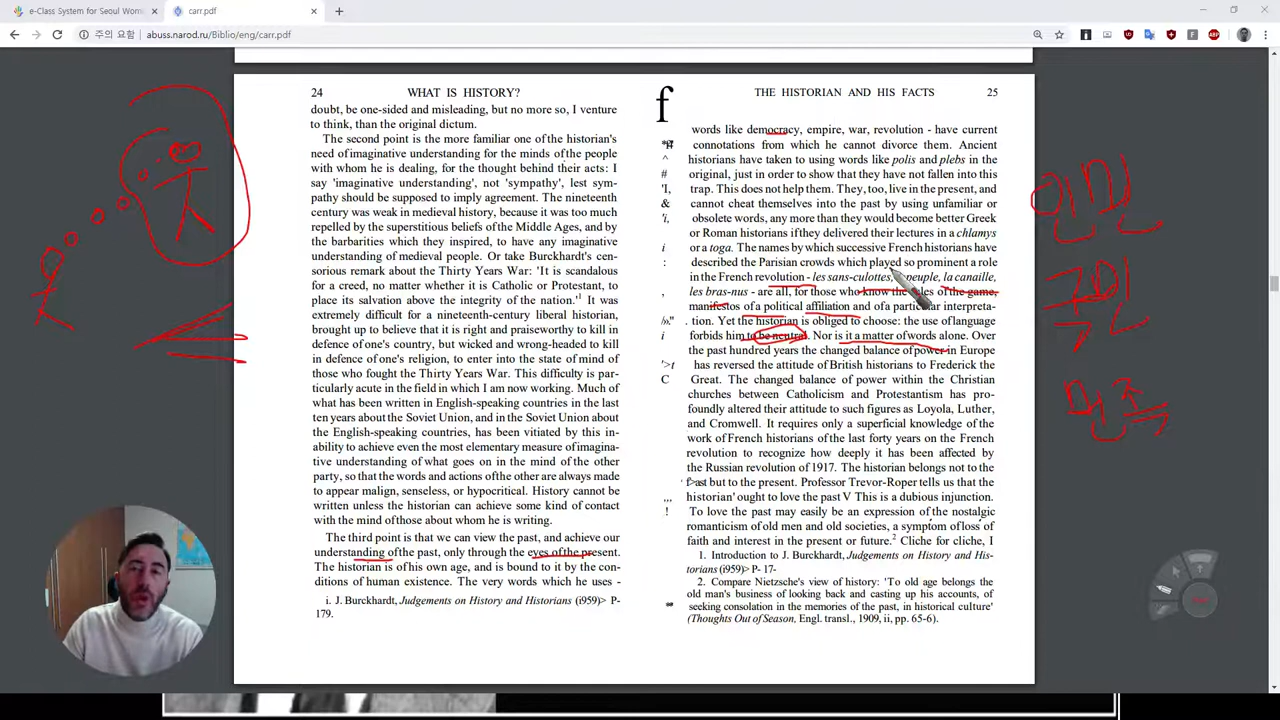 e-Class System for Seoul Wom
carr.pdf
주의 요함
abuss.narod.ru/Biblio/eng/carr.pdf
24 WHAT IS HISTORY?
doubt, be one-sided and misleading, but no more so, I venture
to think, than the original dictum.
The second point is the more familiar one of the historian's
need of imaginative understanding for the minds of the people
with whom he is dealing, for the thought behind their acts: I
say 'imaginative understanding', not 'sympathy', lest sym-
pathy should be supposed to imply agreement. The nineteenth
century was weak in medieval history, because it was too much
repelled by the superstitious beliefs of the Middle Ages, and by
the barbarities which they inspired, to have any imaginative
understanding of medieval people. Or take Burckhardt's cen-
sorious remark about the Thirty Years War: 'It is scandalous
for a creed, no matter whether it is Catholic or Protestant, to
place its salvation above the integrity of the nation.'¹ It was
extremely difficult for a nineteenth-century liberal historian,
brought up to believe that it is right and praiseworthy to kill in
defence of one's country, but wicked and wrong-headed to kill
in defence of one's religion, to enter into the state of mind of
those who fought the Thirty Years War. This difficulty is par-
ticularly acute in the field in which I am now working. Much of
what has been written in English-speaking countries in the last
ten years about the Soviet Union, and in the Soviet Union about
the English-speaking countries, has been vitiated by this in-
ability to achieve even the most elementary measure of imagina-
tive understanding of what goes on in the mind of the other
party, so that the words and actions ofthe other are always made
to appear malign, senseless, or hypocritical. History cannot be
written unless the historian can achieve some kind of contact
with the mind of those about whom he is writing.
The third point is that we can view the past, and achieve our
understanding ofthe past, only through the eyes ofthe present.
The historian is of his own age, and is bound to it by the con-
ditions of human existence. The very words which he uses -
i. J. Burckhardt, Judgements on History and Historians (i959)> P-
179.
f
THE HISTORIAN AND HIS FACTS 25
words like democracy, empire, war, revolution - have current
connotations from which he cannot divorce them. Ancient
^ historians have taken to using words like polis and plebs in the
# original, just in order to show that they have not fallen into this
'I, trap. This does not help them. They, too, live in the present, and
& cannot cheat themselves into the past by using unfamiliar or
'i, obsolete words, any more than they would become better Greek
or Roman historians ifthey delivered their lectures in a chlamys
i or a toga. The names by which successive French historians have
: described the Parisian crowds which played so prominent a role
in the French revolution - les sans-culottes, peuple, la canaille,
, les bras-nus - are all, for those who know the rules of the game,
manifestos of a political affiliation and of a particular interpreta-
. tion. Yet the historian is obliged to choose: the use of language
i forbids him to be neutral. Nor is it a matter of words alone. Over
the past hundred years the changed balance of power in Europe
'>t has reversed the attitude of British historians to Frederick the
C Great. The changed balance of power within the Christian
churches between Catholicism and Protestantism has pro-
foundly altered their attitude to such figures as Loyola, Luther,
and Cromwell. It requires only a superficial knowledge of the
work of French historians of the last forty years on the French
revolution to recognize how deeply it has been affected by
the Russian revolution of 1917. The historian belongs not to the
past but to the present. Professor Trevor-Roper tells us that the
,,, historian' ought to love the past V This is a dubious injunction.
! To love the past may easily be an expression of the nostalgic
romanticism of old men and old societies, a symptom of loss of
faith and interest in the present or future.² Cliche for cliche, I
1. Introduction to J. Burckhardt, Judgements on History and His-
torians (i959)> P- 17-
2. Compare Nietzsche's view of history: 'To old age belongs the
old man's business of looking back and casting up his accounts, of
seeking consolation in the memories of the past, in historical culture'
(Thoughts Out of Season, Engl. transl., 1909, ii, pp. 65-6).
인민
국민
민족